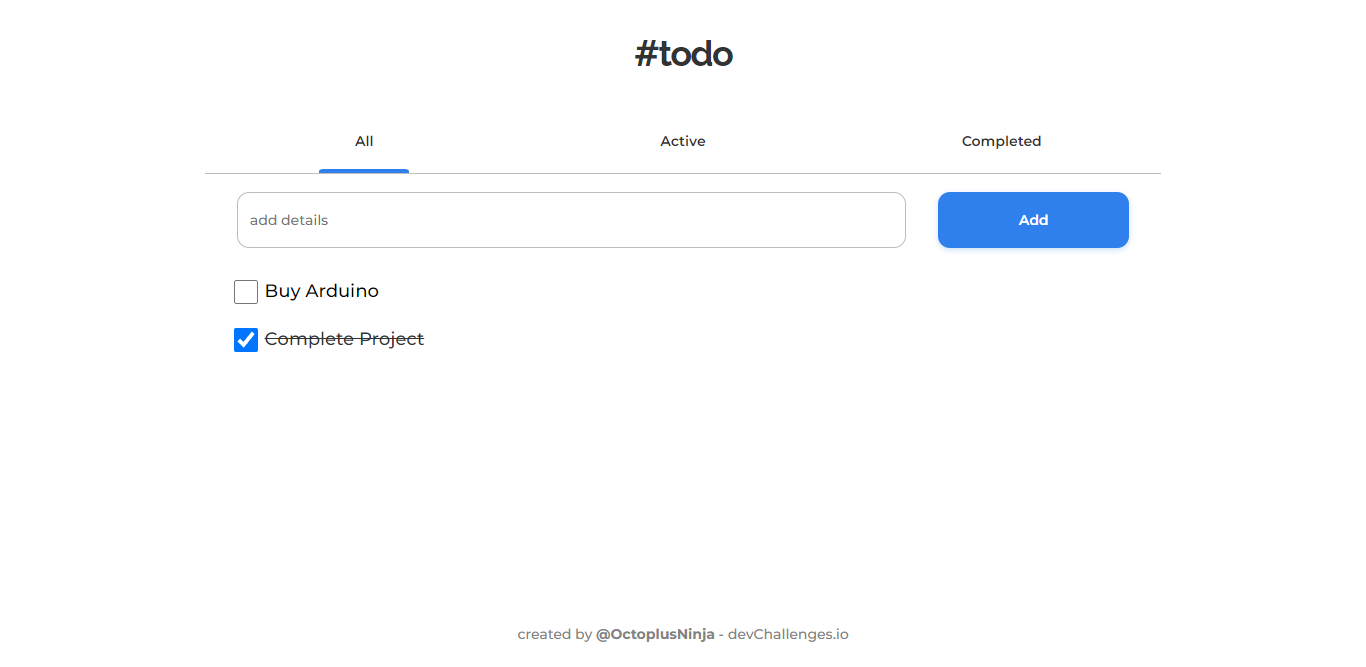 #todo
All Active Completed
add details Add
Buy Arduino
Complete Project
created by @OctoplusNinja - devChallenges.io